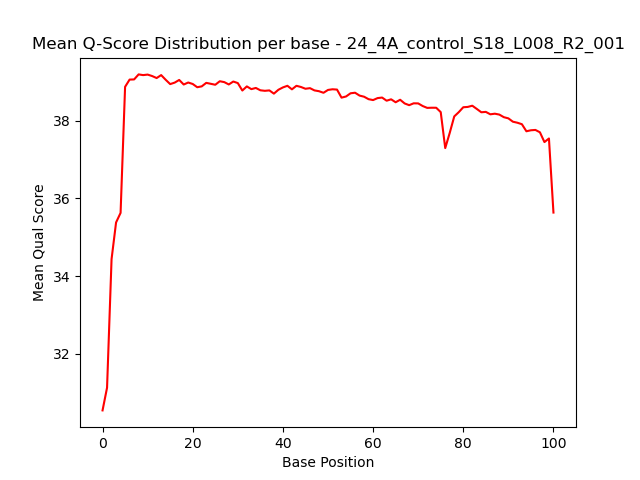 Mean Q-Score Distribution per base - 24_4A_control_S18_L008_R2_001
38
36
34
32
Mean Qual Score
0 20 40 60 80 100
Base Position